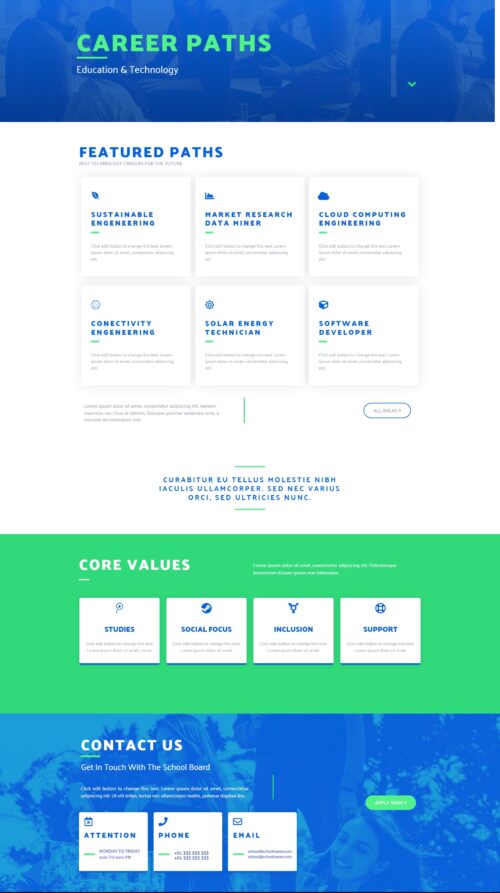 CAREER PATHS
Education & Technology
FEATURED PATHS
BEST TECHNOLOGY CAREERS FOR THE FUTURE
SUSTAINABLE
ENGENEERING
Click edit button to change this text. Lorem
ipsum dolor sit amet, consectetur adipiscing
elit
MARKET RESEARCH
DATA MINER
Click edit button to change this text. Lorem
ipsum dolor sit amet, consectetur adipiscing
elit
CLOUD COMPUTING
ENGINEERING
Click edit button to change this text. Lorem
ipsum dolor sit amet, consectetur adipiscing
elit
CONECTIVITY
ENGENEERING
Click edit button to change this text. Lorem
ipsum dolor sit amet, consectetur adipiscing
elit
SOLAR ENERGY
TECHNICIAN
Click edit button to change this text. Lorem
ipsum dolor sit amet, consectetur adipiscing
elit
SOFTWARE
DEVELOPER
Click edit button to change this text. Lorem
ipsum dolor sit amet, consectetur adipiscing
elit
Lorem ipsum dolor sit amet, consectetur adipiscing elit. Aenean
maximus nec risus at lobortis. Quisque pulvinar venenatis ante, a
placerat dui bibendum non
ALL AREAS
CURABITUR EU TELLUS MOLESTIE NIBH
IACULIS ULLAMCORPER. SED NEC VARIUS
ORCI, SED ULTRICIES NUNC.
CORE VALUES
Lorem ipsum dolor sit amet, consectetur adipiscing elit. Pellentesque
fermentum dictum ipsum non bibendum.
STUDIES
Click edit button to change this text.
Lorem ipsum dolor sit amet, conse.
SOCIAL FOCUS
Click edit button to change this text.
Lorem ipsum dolor sit amet
INCLUSION
Click edit button to change this text.
Lorem ipsum dolor sit amet
SUPPORT
Click edit button to change this text.
Lorem ipsum dolor sit amet
CONTACT US
Get In Touch With The School Board
Click edit button to change this text. Lorem ipsum dolor sit amet, consectetur
adipiscing elit. Ut elit tellus, luctus nec ullamcorper mattis, pulvinar dapibus leo.
APPLY NOW
ATTENTION
MONDAY TO FRIDAY
PHONE
+01 333 333 333
+01 333 333 333
EMAIL
school@schoolname.com
school@schoolname.com